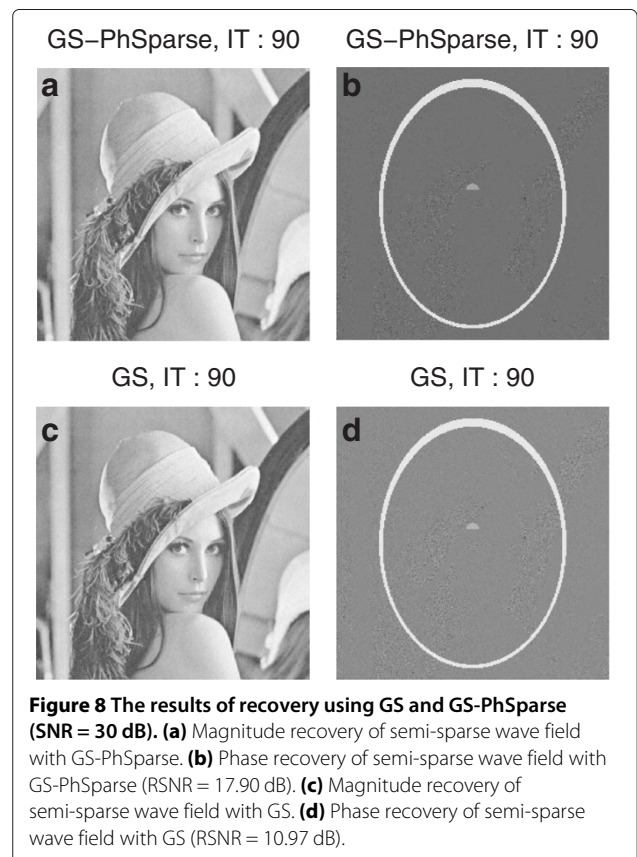 GS–PhSparse, IT : 90
GS–PhSparse, IT : 90
a
b
GS, IT : 90
GS, IT : 90
c
d
Figure 8 The results of recovery using GS and GS-PhSparse
(SNR = 30 dB). (a) Magnitude recovery of semi-sparse wave field
with GS-PhSparse. (b) Phase recovery of semi-sparse wave field with
GS-PhSparse (RSNR = 17.90 dB). (c) Magnitude recovery of
semi-sparse wave field with GS. (d) Phase recovery of semi-sparse
wave field with GS (RSNR = 10.97 dB).